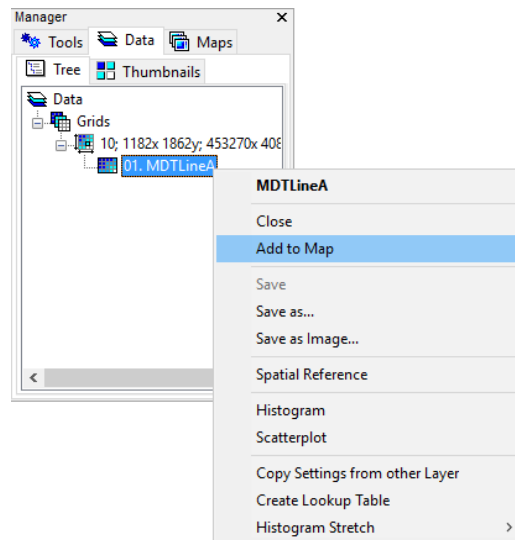 Manager
Tools Data Maps
Tree Thumbnails
Data
Grids
10; 1182x 1862y; 453270x 408
01. MDTLineA
MDTLineA
Close
Add to Map
Save
Save as...
Save as Image...
Spatial Reference
Histogram
Scatterplot
Copy Settings from other Layer
Create Lookup Table
Histogram Stretch